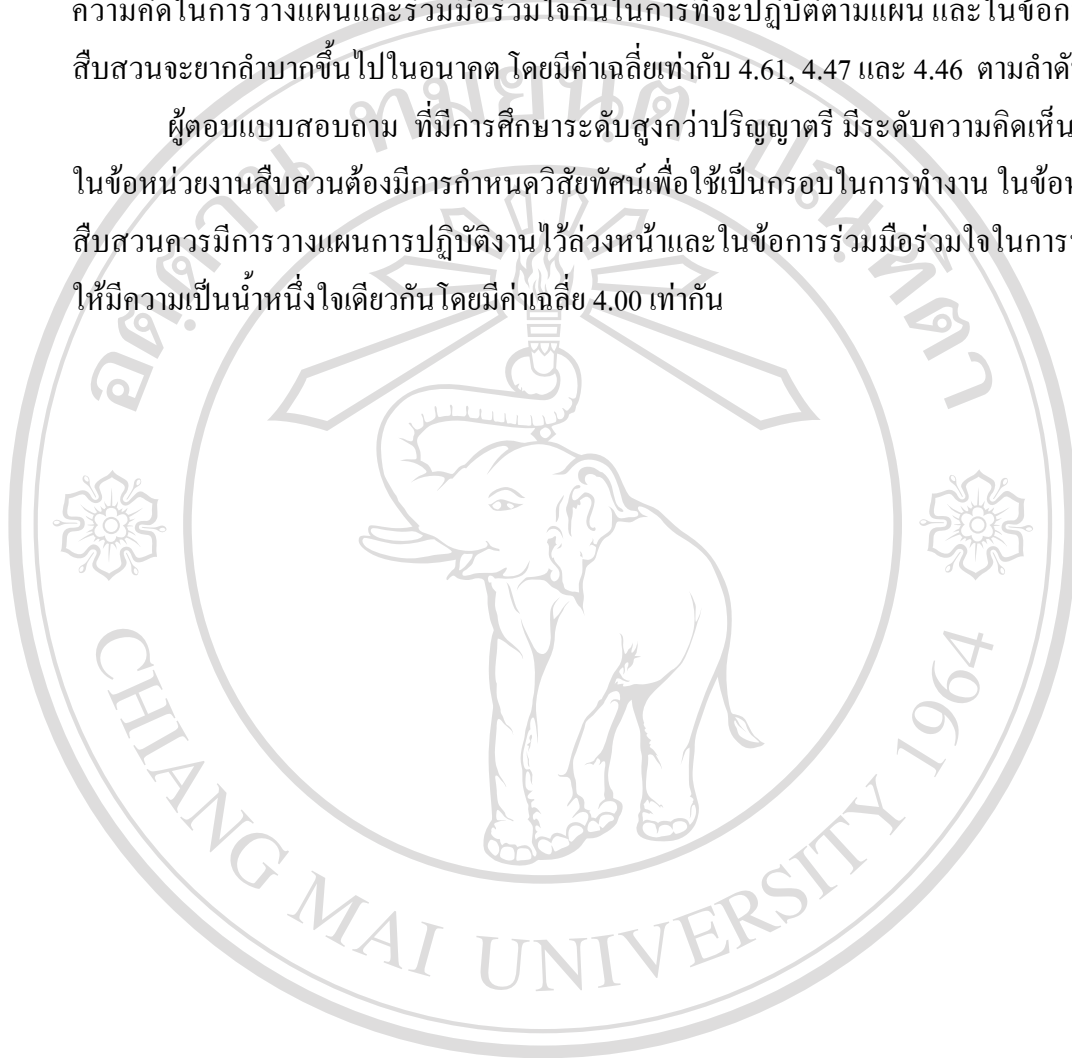 ความคิดในการวางแผนและร่วมมือร่วมใจกันในการที่จะปฏิบัติตามแผน และในข้อ
สืบสวนจะยากลำบากขึ้นไปในอนาคต โดยมีค่าเฉลี่ยเท่ากับ 4.61, 4.47 และ 4.46 ตามลำดับ
ผู้ตอบแบบสอบถาม ที่มีการศึกษาระดับสูงกว่าปริญญาตรี มีระดับความคิดเห็น
ในข้อหน่วยงานสืบสวนต้องมีการกำหนดวิสัยทัศน์เพื่อใช้เป็นกรอบในการทำงาน ในข้อ
สืบสวนควรมีการวางแผนการปฏิบัติงานไว้ล่วงหน้าและในข้อการร่วมมือร่วมใจในการ
ให้มีความเป็นน้ำหนึ่งใจเดียวกันโดยมีค่าเฉลี่ย 4.00 เท่ากัน
อตฺตานํ ทมยนฺติ ปณฺฑิตา
CHIANG MAI UNIVERSITY 1964